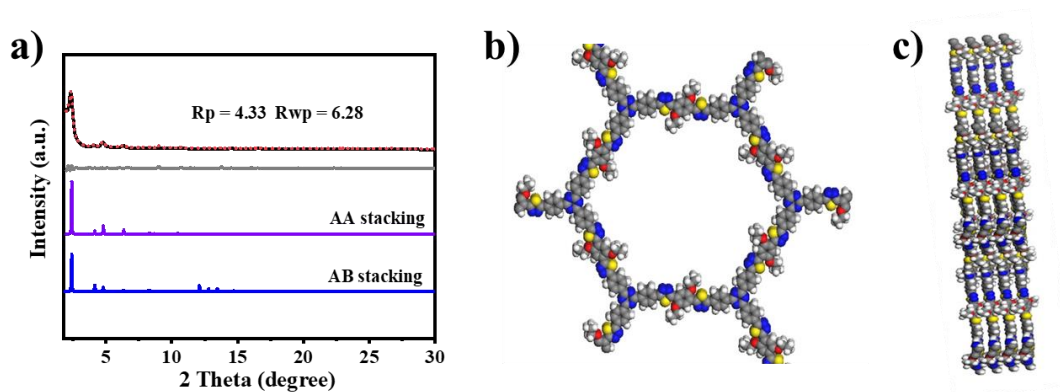 a)
Rp = 4.33 Rwp = 6.28
AA stacking
AB stacking
Intensity (a.u.)
5 10 15 20 25 30
2 Theta (degree)
b)
c)